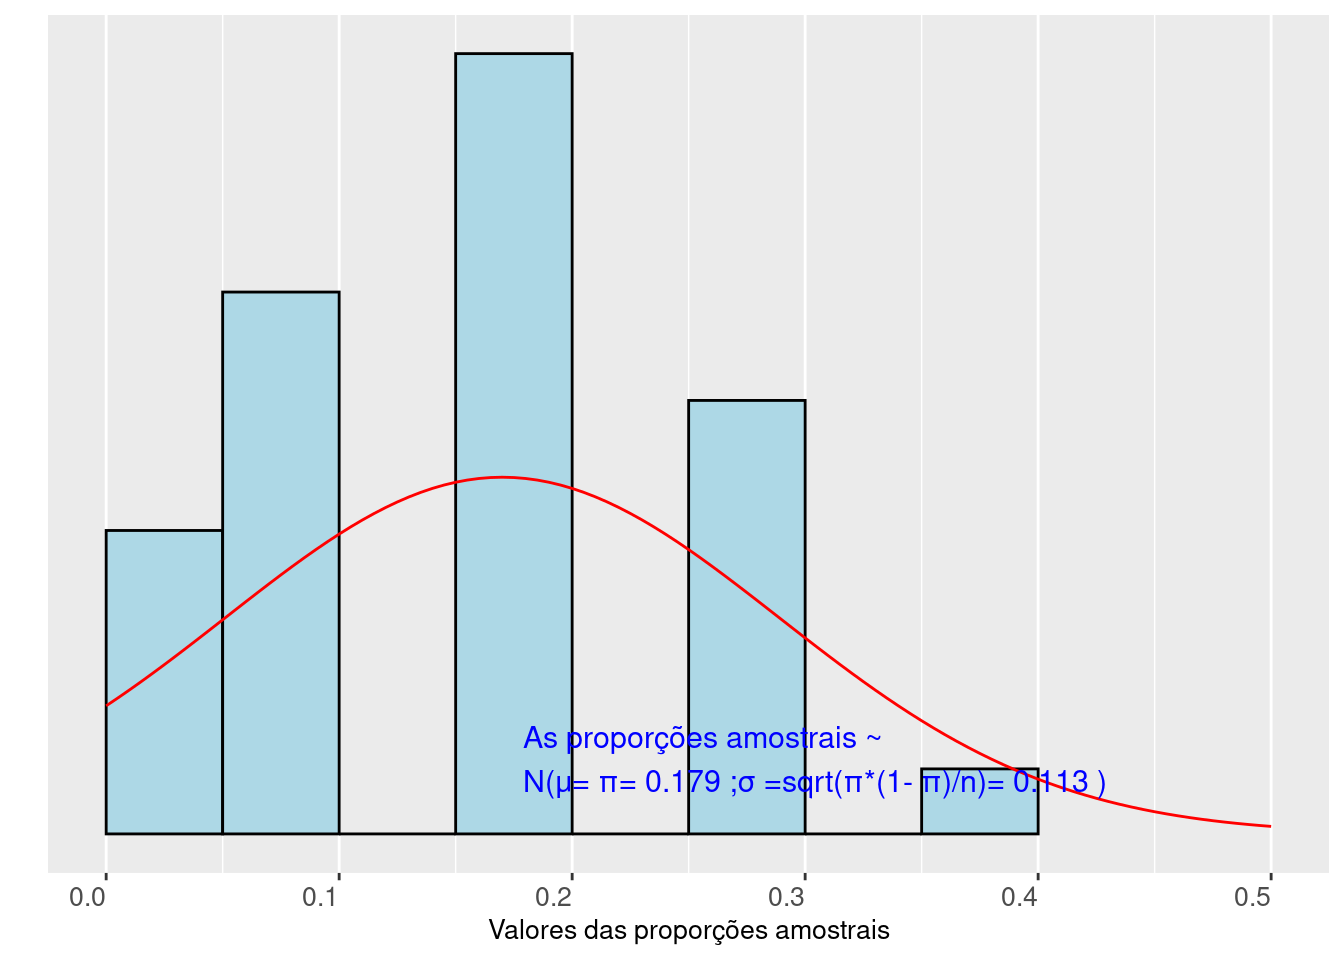 As proporções amostrais ~
N(µ= π= 0.179 ;σ =sqrt(π*(1- π)/n)= 0.113 )
0.0 0.1 0.2 0.3 0.4 0.5
Valores das proporções amostrais